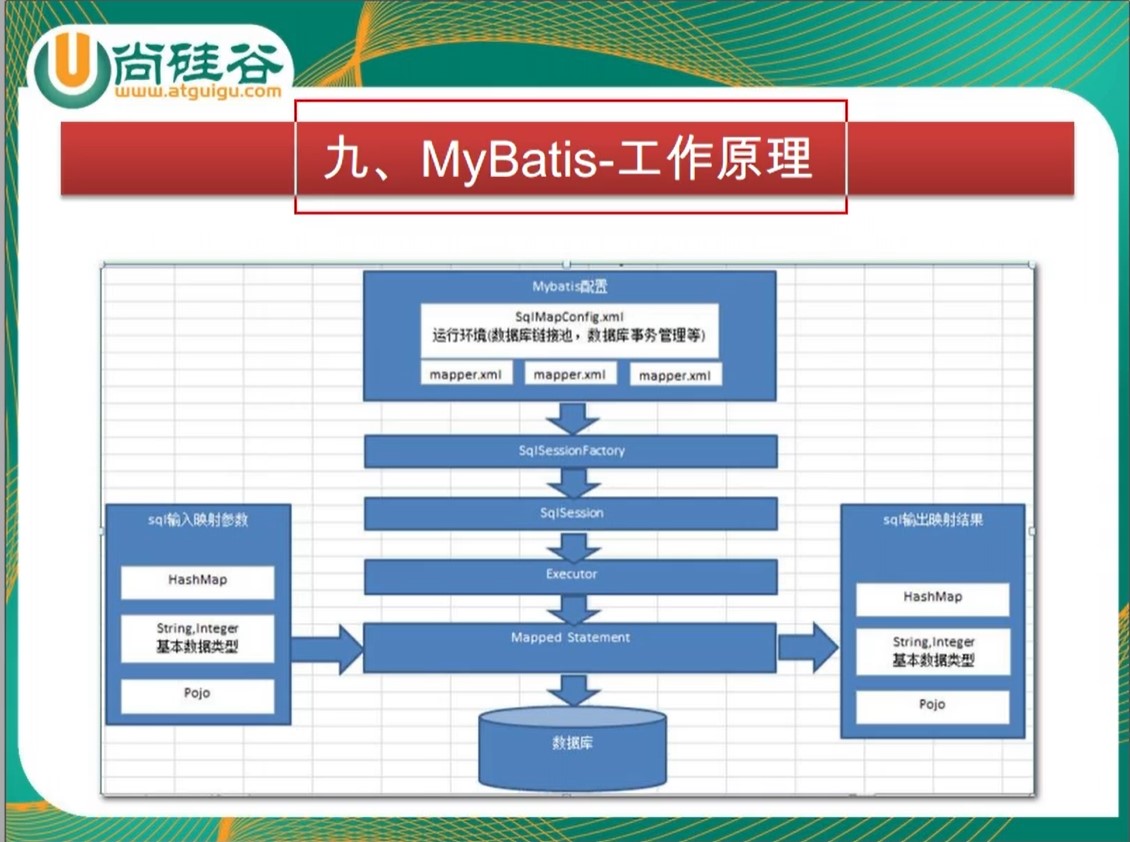 尚硅谷
www.atguigu.com
九、MyBatis-工作原理
Mybatis配置
SqlMapConfig.xml
运行环境(数据库链接池，数据库事务管理等)
mapper.xml
mapper.xml
mapper.xml
SqlSessionFactory
SqlSession
Executor
Mapped Statement
数据库
sql输入映射参数
HashMap
String,Integer
基本数据类型
Pojo
sql输出映射结果
HashMap
String,Integer
基本数据类型
Pojo